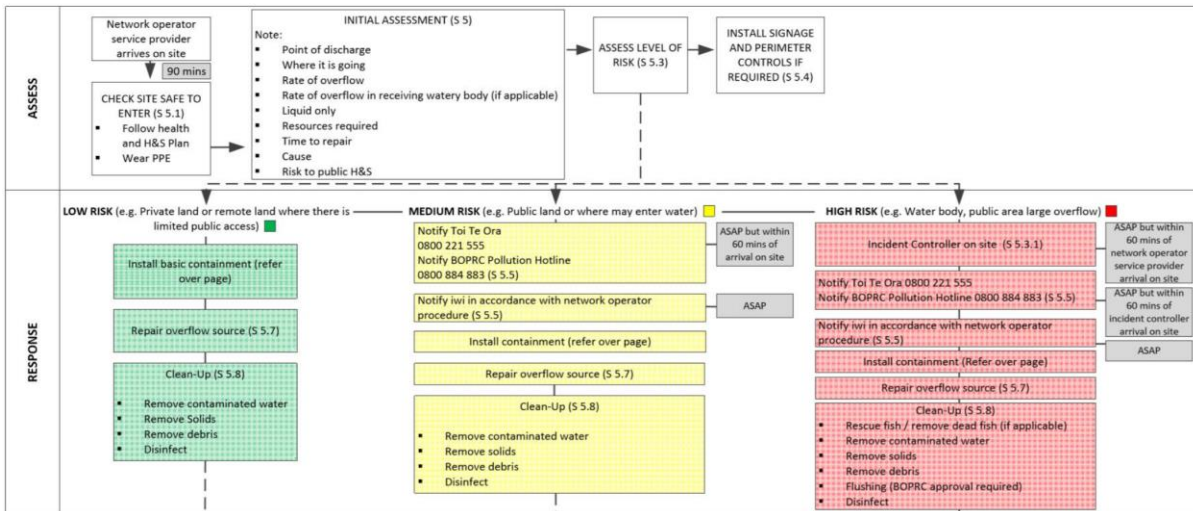 ASSESS
Network operator
service provider
arrives on site
90 mins
CHECK SITE SAFE TO
ENTER (S 5.1)
▪ Follow health
and H&S Plan
▪ Wear PPE
INITIAL ASSESSMENT (S 5)
Note:
▪ Point of discharge
▪ Where it is going
▪ Rate of overflow
▪ Rate of overflow in receiving watery body (if applicable)
▪ Liquid only
▪ Resources required
▪ Time to repair
▪ Cause
▪ Risk to public H&S
ASSESS LEVEL OF
RISK (S 5.3)
INSTALL SIGNAGE
AND PERIMETER
CONTROLS IF
REQUIRED (S 5.4)
RESPONSE
LOW RISK (e.g. Private land or remote land where there is
limited public access)
Install basic containment (refer
over page)
Repair overflow source (S 5.7)
Clean-Up (S 5.8)
▪ Remove contaminated water
▪ Remove Solids
▪ Remove debris
▪ Disinfect
MEDIUM RISK (e.g. Public land or where may enter water)
Notify Toi Te Ora
0800 221 555
Notify BOPRC Pollution Hotline
0800 884 883 (S 5.5)
ASAP but within
60 mins of
arrival on site
Notify iwi in accordance with network operator
procedure (S 5.5)
ASAP
Install containment (refer over page)
Repair overflow source (S 5.7)
Clean-Up (S 5.8)
▪ Remove contaminated water
▪ Remove solids
▪ Remove debris
▪ Disinfect
HIGH RISK (e.g. Water body, public area large overflow)
Incident Controller on site (S 5.3.1)
ASAP but within
60 mins of
network operator
service provider
arrival on site
Notify Toi Te Ora 0800 221 555
Notify BOPRC Pollution Hotline 0800 884 883 (S 5.5)
ASAP but within
60 mins of
incident controller
arrival on site
Notify iwi in accordance with network operator
procedure (S 5.5)
ASAP
Install containment (Refer over page)
Repair overflow source (S 5.7)
Clean-Up (S 5.8)
▪ Rescue fish / remove dead fish (if applicable)
▪ Remove contaminated water
▪ Remove solids
▪ Remove debris
▪ Flushing (BOPRC approval required)
▪ Disinfect